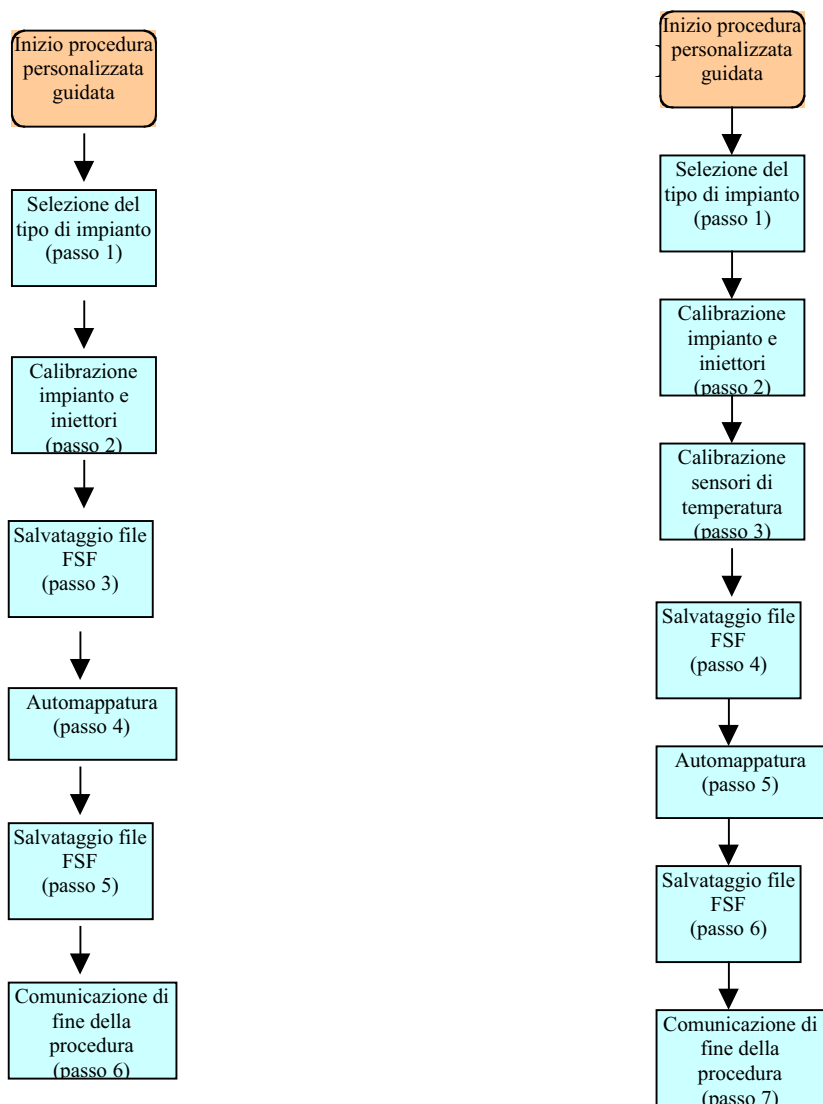 Inizio procedura
personalizzata
guidata
Selezione del
tipo di impianto
(passo 1)
Calibrazione
impianto e
iniettori
(passo 2)
Salvataggio file
FSF
(passo 3)
Automappatura
(passo 4)
Salvataggio file
FSF
(passo 5)
Comunicazione di
fine della
procedura
(passo 6)
Inizio procedura
personalizzata
guidata
Selezione del
tipo di impianto
(passo 1)
Calibrazione
impianto e
iniettori
(passo 2)
Calibrazione
sensori di
temperatura
(passo 3)
Salvataggio file
FSF
(passo 4)
Automappatura
(passo 5)
Salvataggio file
FSF
(passo 6)
Comunicazione di
fine della
procedura
(passo 7)